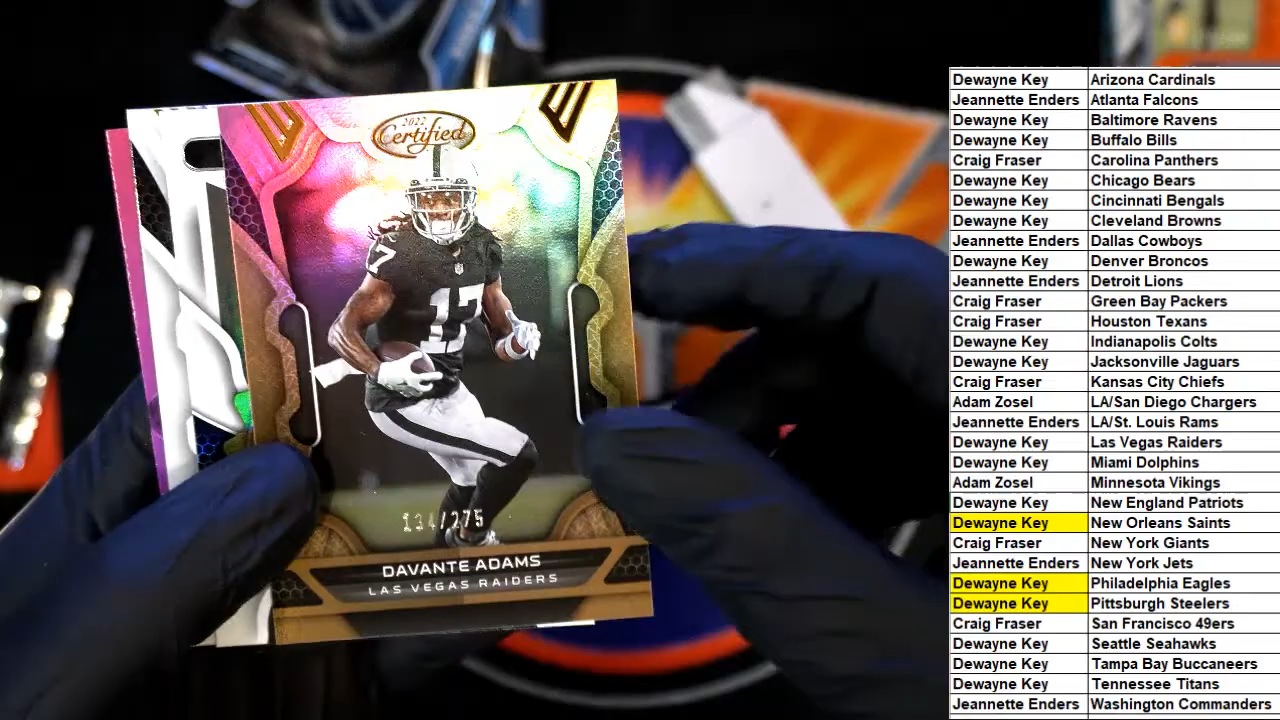 2022
Certified
17
17
134/275
DAVANTE ADAMS
LAS VEGAS RAIDERS
Dewayne Key Arizona Cardinals
Jeannette Enders Atlanta Falcons
Dewayne Key Baltimore Ravens
Dewayne Key Buffalo Bills
Craig Fraser Carolina Panthers
Dewayne Key Chicago Bears
Dewayne Key Cincinnati Bengals
Dewayne Key Cleveland Browns
Jeannette Enders Dallas Cowboys
Dewayne Key Denver Broncos
Jeannette Enders Detroit Lions
Craig Fraser Green Bay Packers
Craig Fraser Houston Texans
Dewayne Key Indianapolis Colts
Dewayne Key Jacksonville Jaguars
Craig Fraser Kansas City Chiefs
Adam Zosel LA/San Diego Chargers
Jeannette Enders LA/St. Louis Rams
Dewayne Key Las Vegas Raiders
Dewayne Key Miami Dolphins
Adam Zosel Minnesota Vikings
Dewayne Key New England Patriots
Dewayne Key New Orleans Saints
Craig Fraser New York Giants
Jeannette Enders New York Jets
Dewayne Key Philadelphia Eagles
Dewayne Key Pittsburgh Steelers
Craig Fraser San Francisco 49ers
Dewayne Key Seattle Seahawks
Dewayne Key Tampa Bay Buccaneers
Dewayne Key Tennessee Titans
Jeannette Enders Washington Commanders